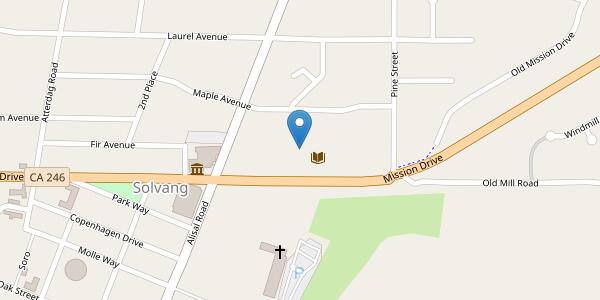 Laurel Avenue
Old Mission Drive
Pine Street
2nd Place
Atterdag Road
Maple Avenue
m Avenue
Fir Avenue
Windmill
Mission Drive
Drive
CA 246
Solvang
Old Mill Road
Park Way
Alisal Road
Copenhagen Drive
Molle Way
Soro
Oak Street
P